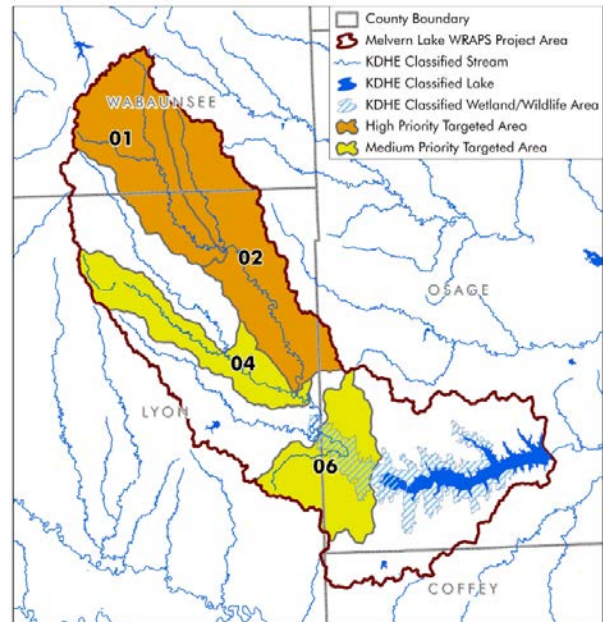 County Boundary
Melvern Lake WRAPS Project Area
KDHE Classified Stream
KDHE Classified Lake
KDHE Classified Wetland/Wildlife Area
High Priority Targeted Area
Medium Priority Targeted Area
WABAUNSEE
01
02
OSAGE
04
LYON
06
COFFEY